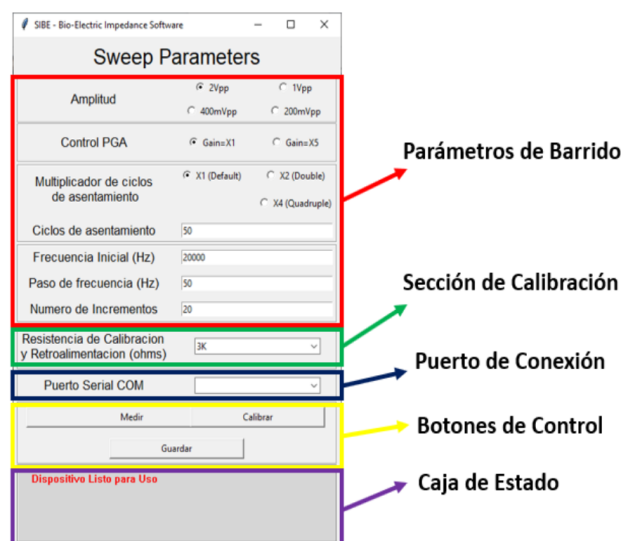 SIBE - Bio-Electric Impedance Software
Sweep Parameters
Amplitud
2Vpp
1Vpp
400mVpp
200mVpp
Control PGA
Gain=X1
Gain=X5
Multiplicador de ciclos
de asentamiento
X1 (Default)
X2 (Double)
X4 (Quadruple)
Ciclos de asentamiento
50
Frecuencia Inicial (Hz)
20000
Paso de frecuencia (Hz)
50
Numero de Incrementos
20
Resistencia de Calibracion
y Retroalimentacion (ohms)
3K
Puerto Serial COM
Medir
Calibrar
Guardar
Dispositivo Listo para Uso
Parámetros de Barrido
Sección de Calibración
Puerto de Conexión
Botones de Control
Caja de Estado